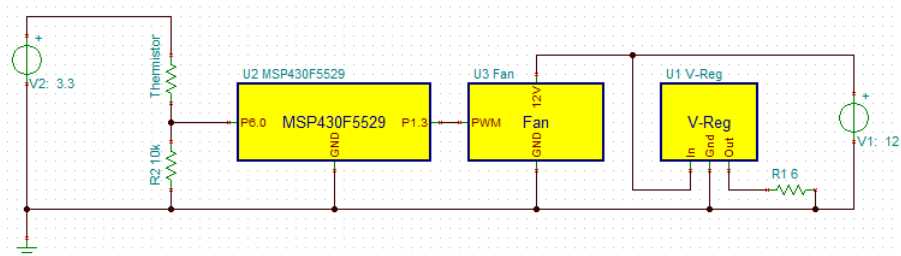 V2: 3.3
Thermistor
R2 10k
U2 MSP430F5529
P6.0
MSP430F5529
P1.3
GND
U3 Fan
12V
PWM
Fan
GND
U1 V-Reg
V-Reg
In
Gnd
Out
R1 6
V1: 12
+
+